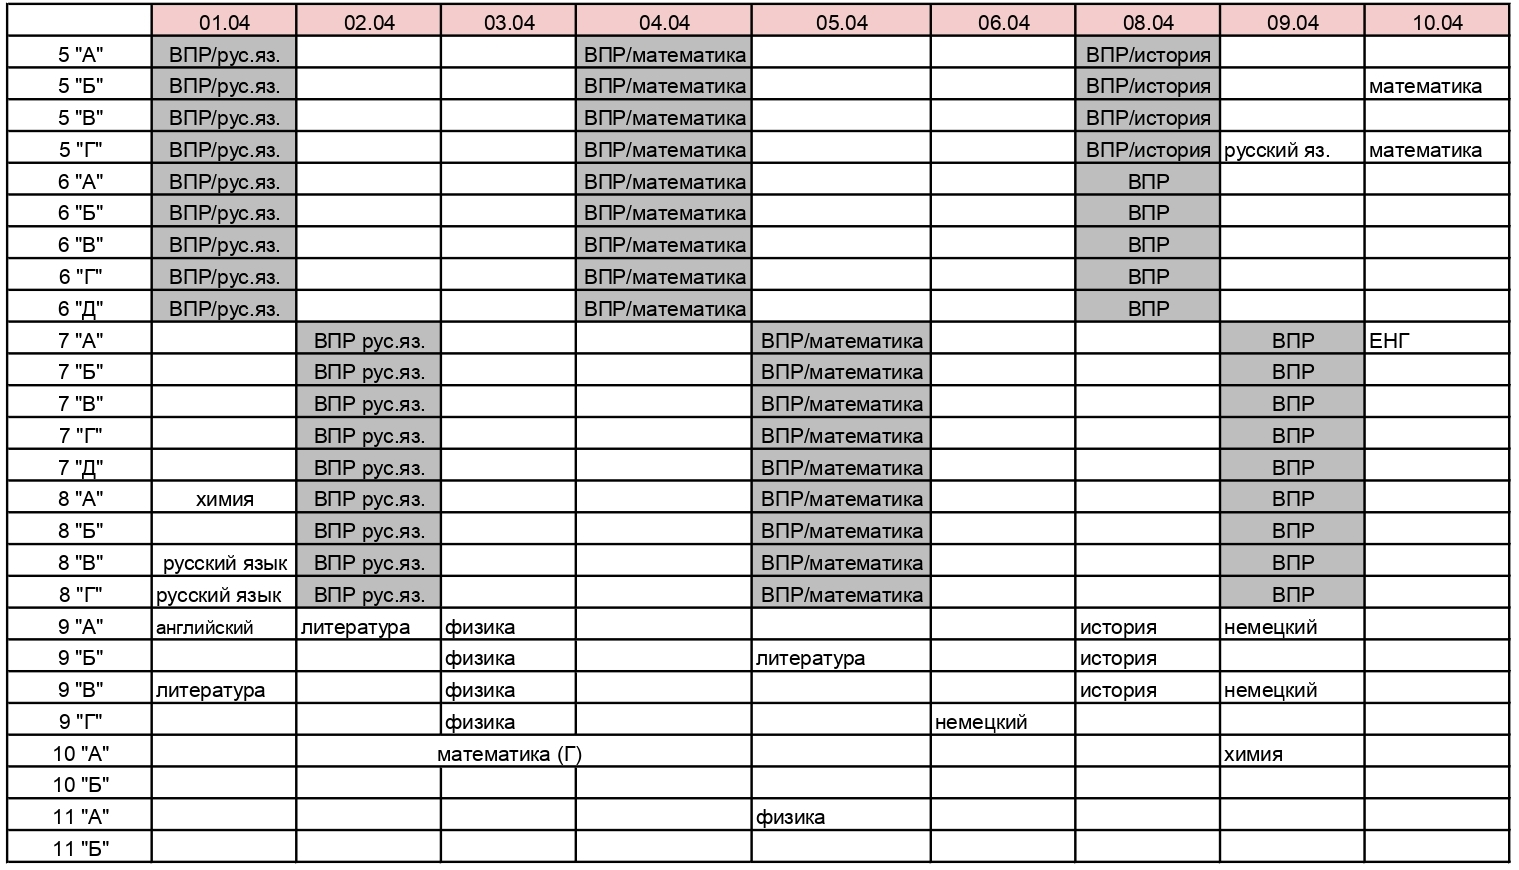 01.04 02.04 03.04 04.04 05.04 06.04 08.04 09.04 10.04
5 "А" ВПР/рус.яз. ВПР/математика ВПР/история
5 "Б" ВПР/рус.яз. ВПР/математика ВПР/история математика
5 "В" ВПР/рус.яз. ВПР/математика ВПР/история
5 "Г" ВПР/рус.яз. ВПР/математика ВПР/история русский яз. математика
6 "А" ВПР/рус.яз. ВПР/математика ВПР
6 "Б" ВПР/рус.яз. ВПР/математика ВПР
6 "В" ВПР/рус.яз. ВПР/математика ВПР
6 "Г" ВПР/рус.яз. ВПР/математика ВПР
6 "Д" ВПР/рус.яз. ВПР/математика ВПР
7 "А" ВПР рус.яз. ВПР/математика ВПР ЕНГ
7 "Б" ВПР рус.яз. ВПР/математика ВПР
7 "В" ВПР рус.яз. ВПР/математика ВПР
7 "Г" ВПР рус.яз. ВПР/математика ВПР
7 "Д" ВПР рус.яз. ВПР/математика ВПР
8 "А" химия ВПР рус.яз. ВПР/математика ВПР
8 "Б" ВПР рус.яз. ВПР/математика ВПР
8 "В" русский язык ВПР рус.яз. ВПР/математика ВПР
8 "Г" русский язык ВПР рус.яз. ВПР/математика ВПР
9 "А" английский литература физика история немецкий
9 "Б" физика литература история
9 "В" литература физика история немецкий
9 "Г" физика немецкий
10 "А" математика (Г) химия
10 "Б"
11 "А" физика
11 "Б"